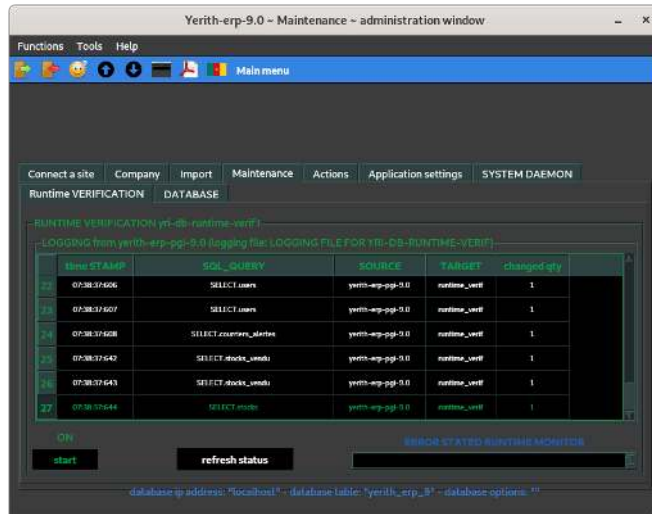 Yerith-erp-9.0 ~ Maintenance ~ administration window
Functions Tools Help
Main menu
Connect a site Company Import Maintenance Actions Application settings SYSTEM DAEMON
Runtime VERIFICATION DATABASE
RUNTIME VERIFICATION yri-db-runtime-verif)
LOGGING from yerith-erp-pgi-9.0 (logging file: LOGGING FILE FOR YRI-DB-RUNTIME-VERIF)
time STAMP SQL_QUERY SOURCE TARGET changed qty
22 07:38:37:606 SELECT.users yerith-erp-pgi-9.0 runtime_verif 1
23 07:38:37:607 SELECT.users yerith-erp-pgi-9.0 runtime_verif 1
24 07:38:37:608 SELECT.counters_alertes yerith-erp-pgi-9.0 runtime_verif 1
25 07:38:37:642 SELECT.stocks_vendu yerith-erp-pgi-9.0 runtime_verif 1
26 07:38:37:643 SELECT.stocks_vendu yerith-erp-pgi-9.0 runtime_verif 1
27 07:38:37:644 SELECT.stocks yerith-erp-pgi-9.0 runtime_verif 1
ON
ERROR STATED RUNTIME MONITOR
start refresh status
database ip address: "localhost" - database table: "yerith_erp_9" - database options: ""